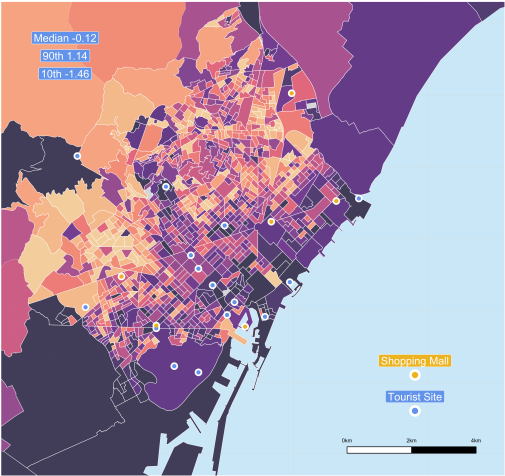 Median -0.12
90th 1.14
10th -1.46
Shopping Mall
Tourist Site
0km 2km 4km